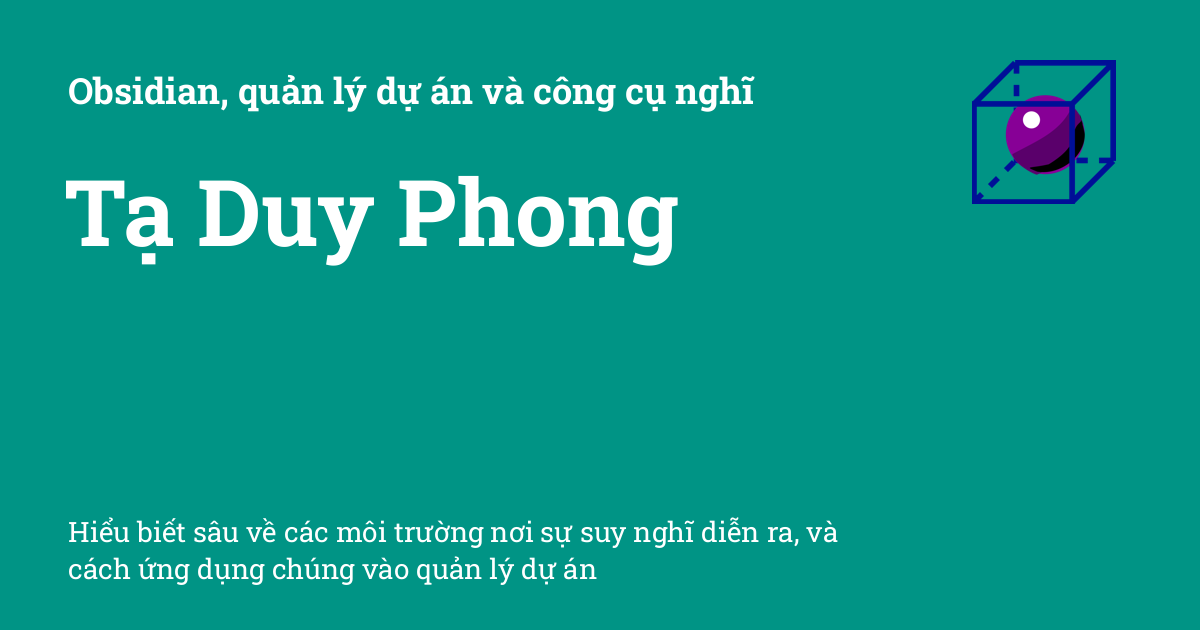 Obsidian, quản lý dự án và công cụ nghĩ
Tạ Duy Phong
Hiểu biết sâu về các môi trường nơi sự suy nghĩ diễn ra, và
cách ứng dụng chúng vào quản lý dự án